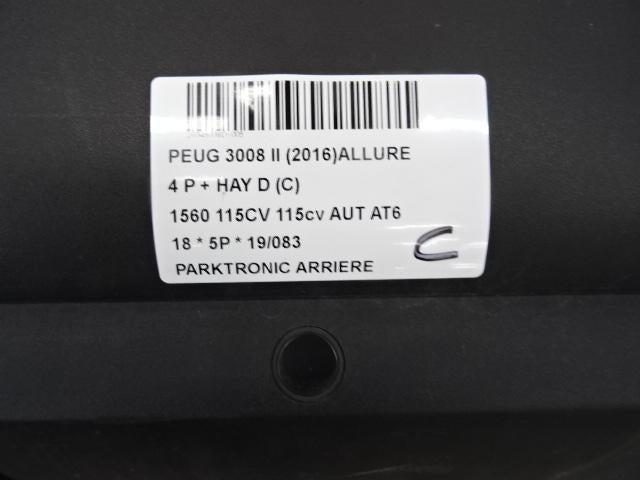 PEUG 3008 II (2016)ALLURE
4 P + HAY D (C)
1560 115CV 115cv AUT AT6
18 * 5P * 19/083
C
PARKTRONIC ARRIERE